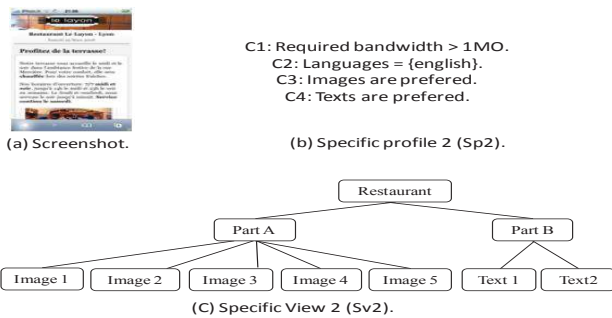 le layon
Restaurant Le Layon - Lyon
Profitez de la terrasse!
(a) Screenshot.
C1: Required bandwidth > 1MO.
C2: Languages = {english}.
C3: Images are prefered.
C4: Texts are prefered.
(b) Specific profile 2 (Sp2).
Restaurant
Part A
Part B
Image 1
Image 2
Image 3
Image 4
Image 5
Text 1
Text2
(C) Specific View 2 (Sv2).